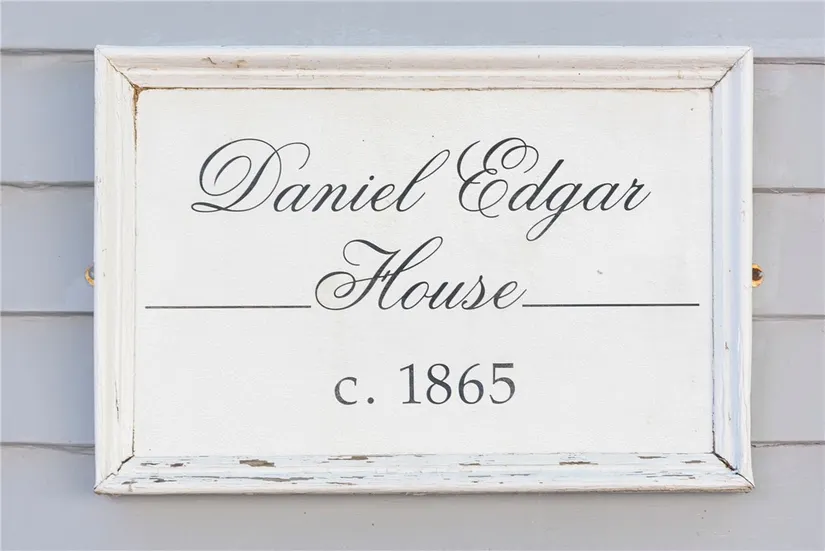 Daniel Edgar
House
c. 1865